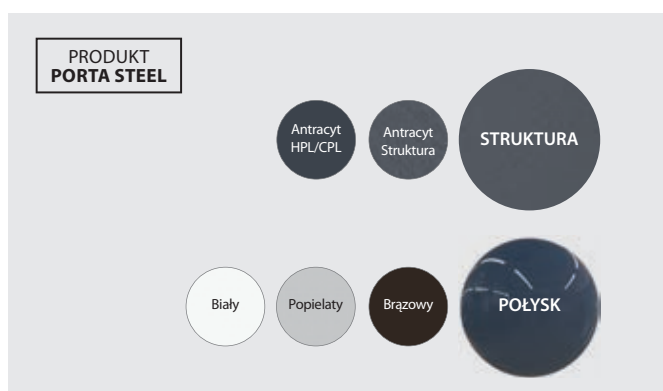 PRODUKT
PORTA STEEL
Antracyt
HPL/CPL
Antracyt
Struktura
STRUKTURA
Biały
Popielaty
Brązowy
POŁYSK